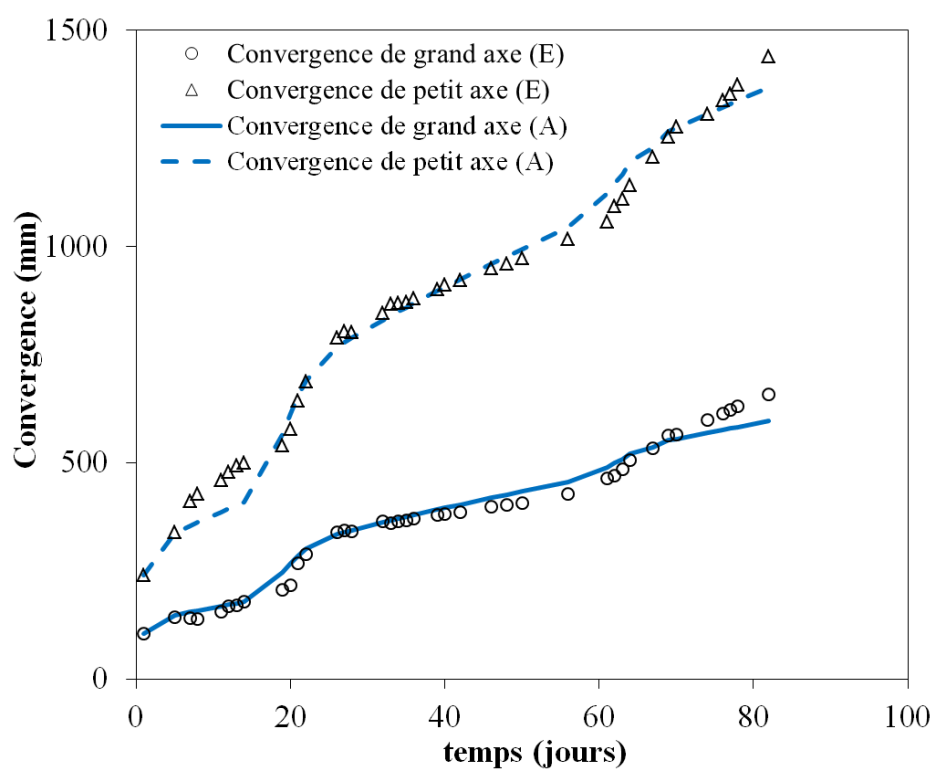 1500
Convergence de grand axe (E)
Convergence de petit axe (E)
Convergence de grand axe (A)
Convergence de petit axe (A)
1000
Convergence (mm)
500
0
0 20 40 60 80 100
temps (jours)